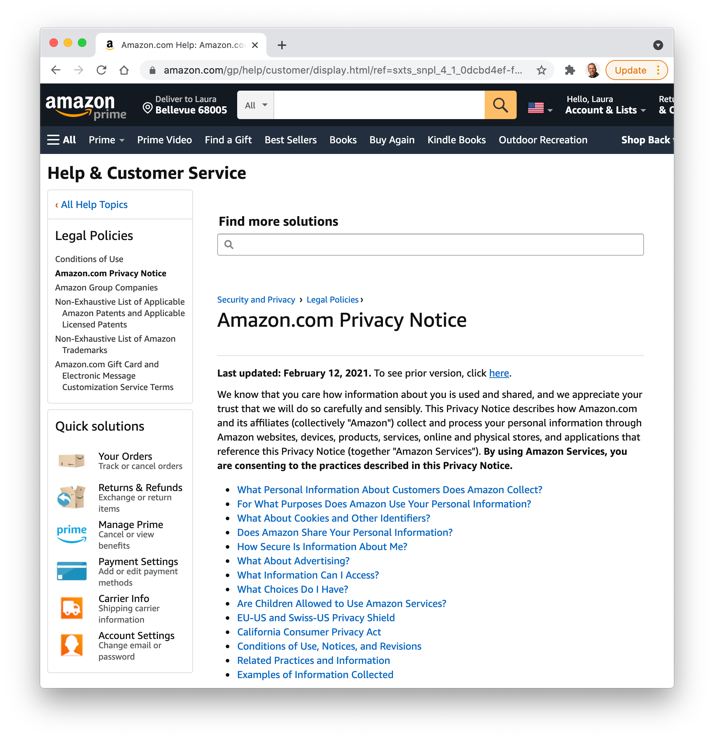 Amazon.com Help: Amazon.co
amazon.com/gp/help/customer/display.html/ref=sxts_snpl_4_1_0dcbd4ef-f...
Update
amazon
prime
Deliver to Laura
Bellevue 68005
All
Hello, Laura
Account & Lists
Retu
& C
All
Prime
Prime Video
Find a Gift
Best Sellers
Books
Buy Again
Kindle Books
Outdoor Recreation
Shop Back
Help & Customer Service
‹ All Help Topics
Legal Policies
Conditions of Use
Amazon.com Privacy Notice
Amazon Group Companies
Non-Exhaustive List of Applicable
Amazon Patents and Applicable
Licensed Patents
Non-Exhaustive List of Amazon
Trademarks
Amazon.com Gift Card and
Electronic Message
Customization Service Terms
Quick solutions
Your Orders
Track or cancel orders
Returns & Refunds
Exchange or return
items
prime
Manage Prime
Cancel or view
benefits
Payment Settings
Add or edit payment
methods
Carrier Info
Shipping carrier
information
Account Settings
Change email or
password
Find more solutions
Security and Privacy › Legal Policies ›
Amazon.com Privacy Notice
Last updated: February 12, 2021. To see prior version, click here.
We know that you care how information about you is used and shared, and we appreciate your
trust that we will do so carefully and sensibly. This Privacy Notice describes how Amazon.com
and its affiliates (collectively "Amazon") collect and process your personal information through
Amazon websites, devices, products, services, online and physical stores, and applications that
reference this Privacy Notice (together "Amazon Services"). By using Amazon Services, you
are consenting to the practices described in this Privacy Notice.
• What Personal Information About Customers Does Amazon Collect?
• For What Purposes Does Amazon Use Your Personal Information?
• What About Cookies and Other Identifiers?
• Does Amazon Share Your Personal Information?
• How Secure Is Information About Me?
• What About Advertising?
• What Information Can I Access?
• What Choices Do I Have?
• Are Children Allowed to Use Amazon Services?
• EU-US and Swiss-US Privacy Shield
• California Consumer Privacy Act
• Conditions of Use, Notices, and Revisions
• Related Practices and Information
• Examples of Information Collected